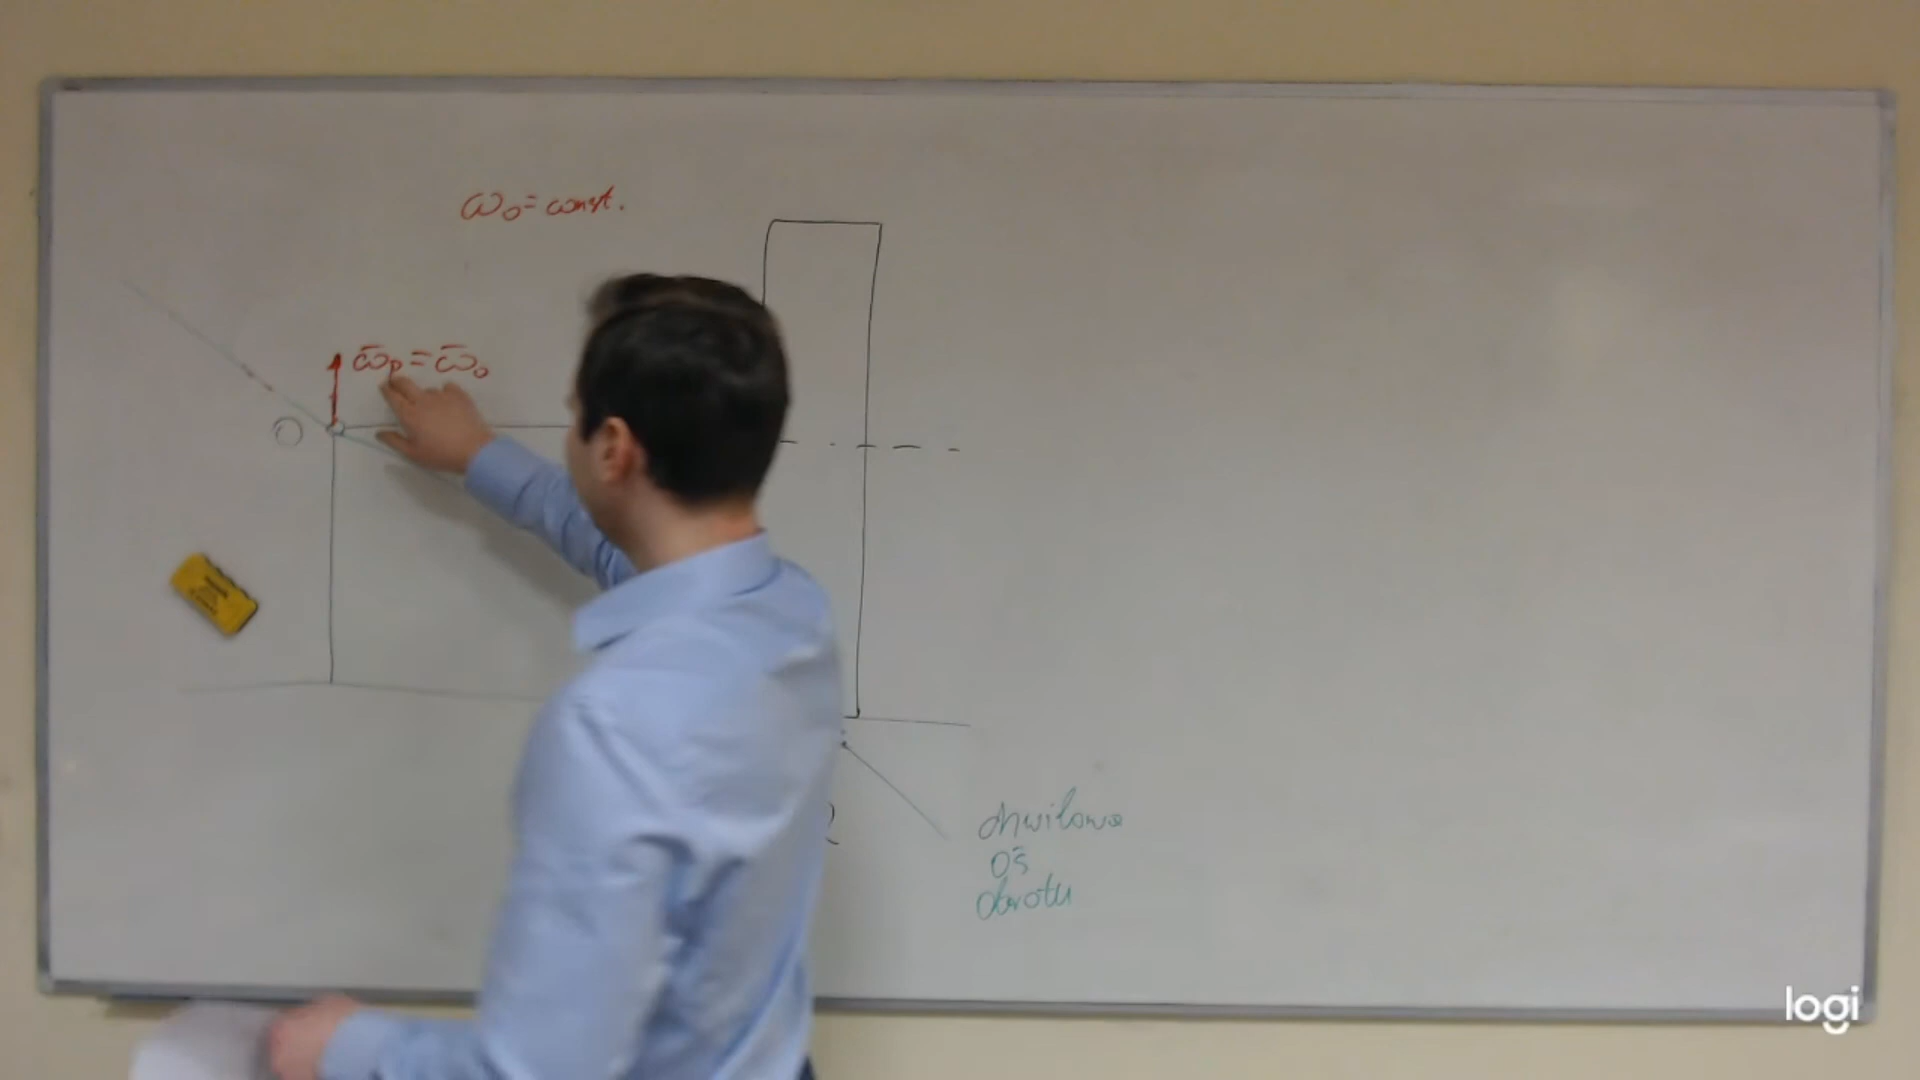 ω₀ = const.
ω̄ₚ = ω̄₀
O
chwilowa
oś
obrotu
logi